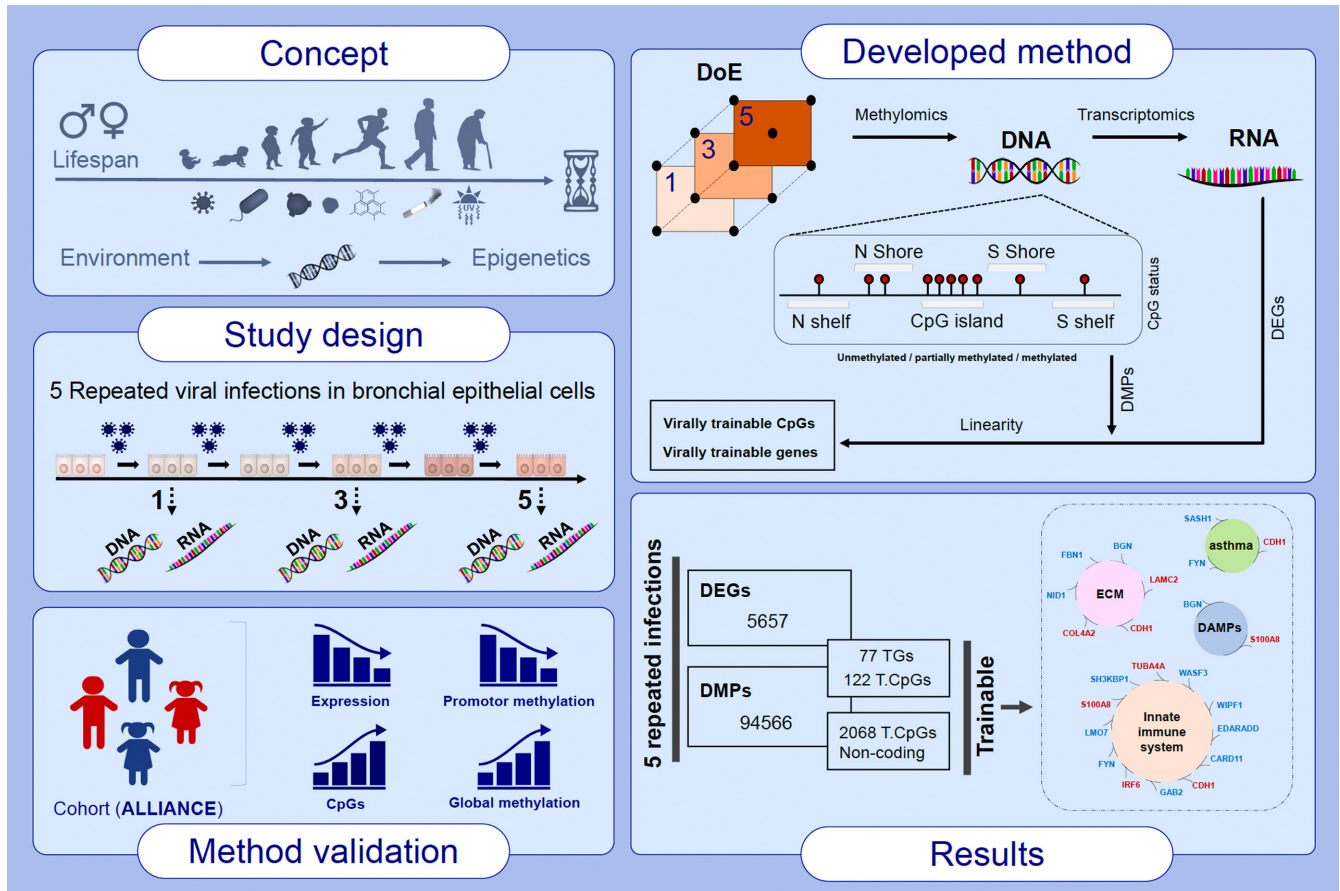 Concept
Lifespan
UV
Environment
Epigenetics
Study design
5 Repeated viral infections in bronchial epithelial cells
1
3
5
DNA
RNA
DNA
RNA
DNA
RNA
Expression
Promotor methylation
CpGs
Global methylation
Cohort (ALLIANCE)
Method validation
Developed method
DoE
5
3
1
Methylomics
DNA
Transcriptomics
RNA
N Shore
S Shore
N shelf
CpG island
S shelf
CpG status
Unmethylated / partially methylated / methylated
DMPs
DEGs
Linearity
Virally trainable CpGs
Virally trainable genes
5 repeated infections
DEGs
5657
DMPs
94566
77 TGs
122 T.CpGs
2068 T.CpGs
Non-coding
Trainable
SASH1
CDH1
FYN
asthma
FBN1
BGN
LAMC2
NID1
ECM
COL4A2
CDH1
BGN
DAMPs
S100A8
TUBA4A
WASF3
SH3KBP1
S100A8
WIPF1
LMO7
EDARADD
Innate
immune
system
FYN
CARD11
IRF6
GAB2
CDH1
Results